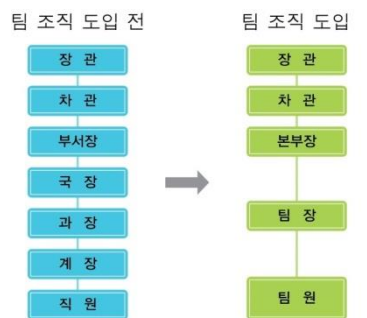 팀 조직 도입 전
장 관
차 관
부서장
국 장
과 장
계 장
직 원
팀 조직 도입
장 관
차 관
본부장
팀 장
팀 원